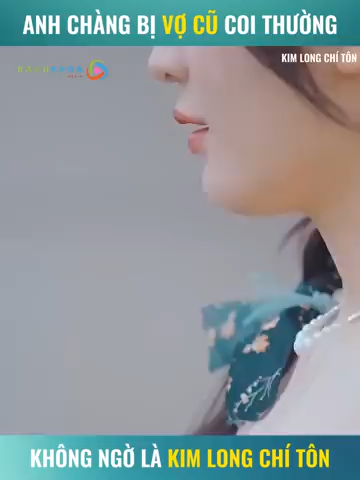 ANH CHÀNG BỊ VỢ CŨ COI THƯỜNG
KIM LONG CHÍ TÔN
KHÔNG NGỜ LÀ KIM LONG CHÍ TÔN